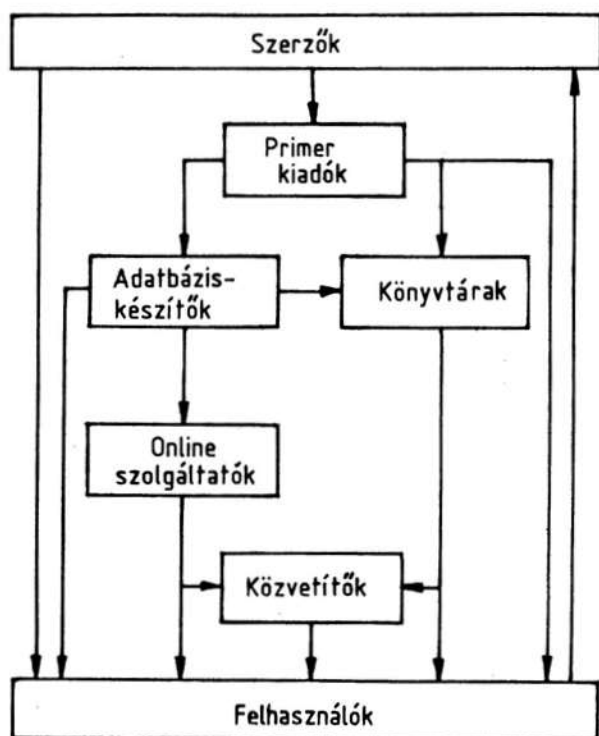 Szerzők
Primer
kiadók
Adatbázis-
készítők
Könyvtárak
Online
szolgáltatók
Közvetítők
Felhasználók